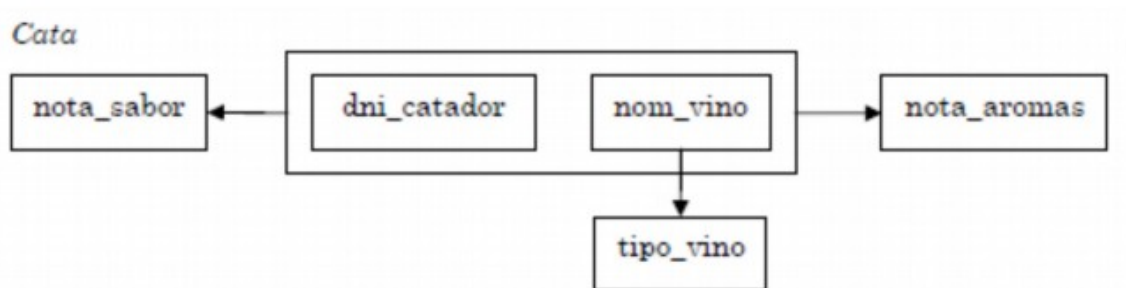 Cata
nota_sabor
dni_catador
nom_vino
nota_aromas
tipo_vino